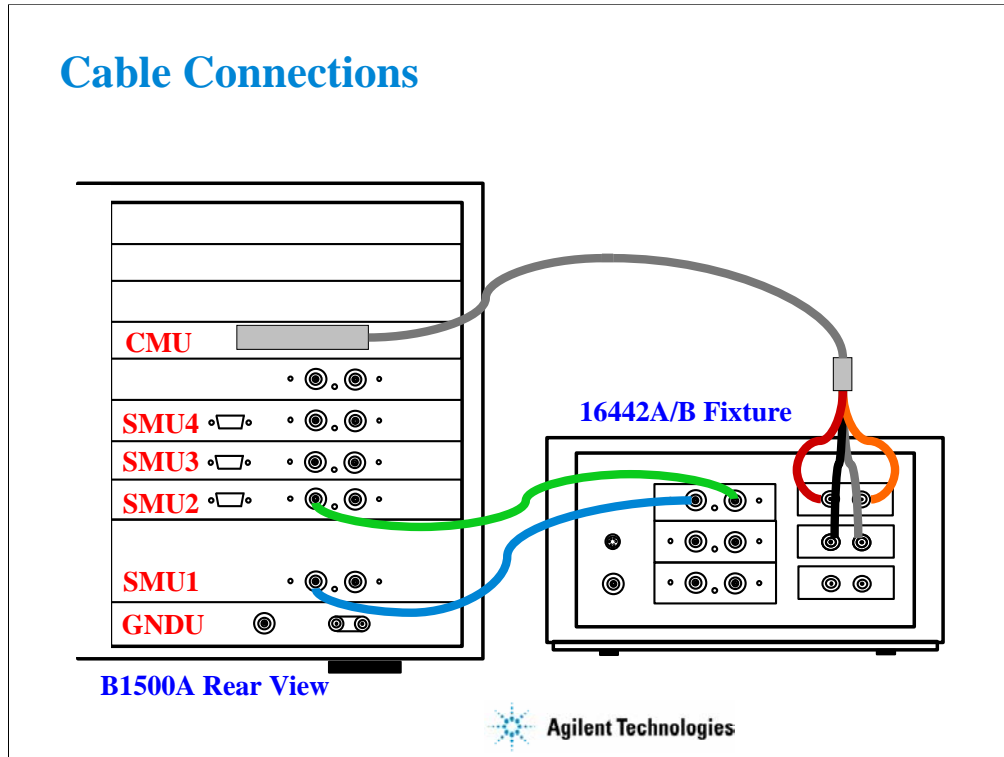 Cable Connections
CMU
SMU4
16442A/B Fixture
SMU3
SMU2
SMU1
GNDU
B1500A Rear View
Agilent Technologies